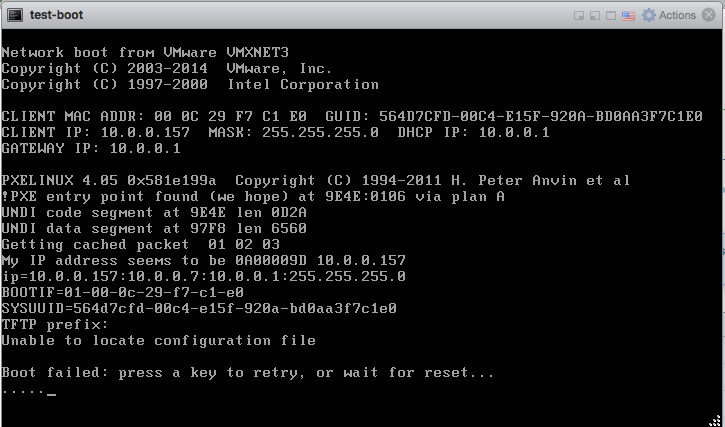 test-boot
Actions
Network boot from VMware VMXNET3
Copyright (C) 2003-2014  VMware, Inc.
Copyright (C) 1997-2000  Intel Corporation
CLIENT MAC ADDR: 00 0C 29 F7 C1 E0  GUID: 564D7CFD-00C4-E15F-920A-BD0AA3F7C1E0
CLIENT IP: 10.0.0.157  MASK: 255.255.255.0  DHCP IP: 10.0.0.1
GATEWAY IP: 10.0.0.1
PXELINUX 4.05 0x581e199a  Copyright (C) 1994-2011 H. Peter Anvin et al
!PXE entry point found (we hope) at 9E4E:0106 via plan A
UNDI code segment at 9E4E len 0D2A
UNDI data segment at 97F8 len 6560
Getting cached packet  01 02 03
My IP address seems to be 0A00009D 10.0.0.157
ip=10.0.0.157:10.0.0.7:10.0.0.1:255.255.255.0
BOOTIF=01-00-0c-29-f7-c1-e0
SYSUUID=564d7cfd-00c4-e15f-920a-bd0aa3f7c1e0
TFTP prefix:
Unable to locate configuration file
Boot failed: press a key to retry, or wait for reset...
....._